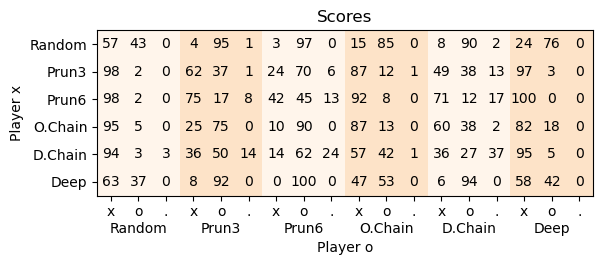 Scores
Random 57 43 0 4 95 1 3 97 0 15 85 0 8 90 2 24 76 0
Prun3 98 2 0 62 37 1 24 70 6 87 12 1 49 38 13 97 3 0
Prun6 98 2 0 75 17 8 42 45 13 92 8 0 71 12 17 100 0 0
O.Chain 95 5 0 25 75 0 10 90 0 87 13 0 60 38 2 82 18 0
D.Chain 94 3 3 36 50 14 14 62 24 57 42 1 36 27 37 95 5 0
Deep 63 37 0 8 92 0 0 100 0 47 53 0 6 94 0 58 42 0
x o . x o . x o . x o . x o . x o .
Random Prun3 Prun6 O.Chain D.Chain Deep
Player o
Player x